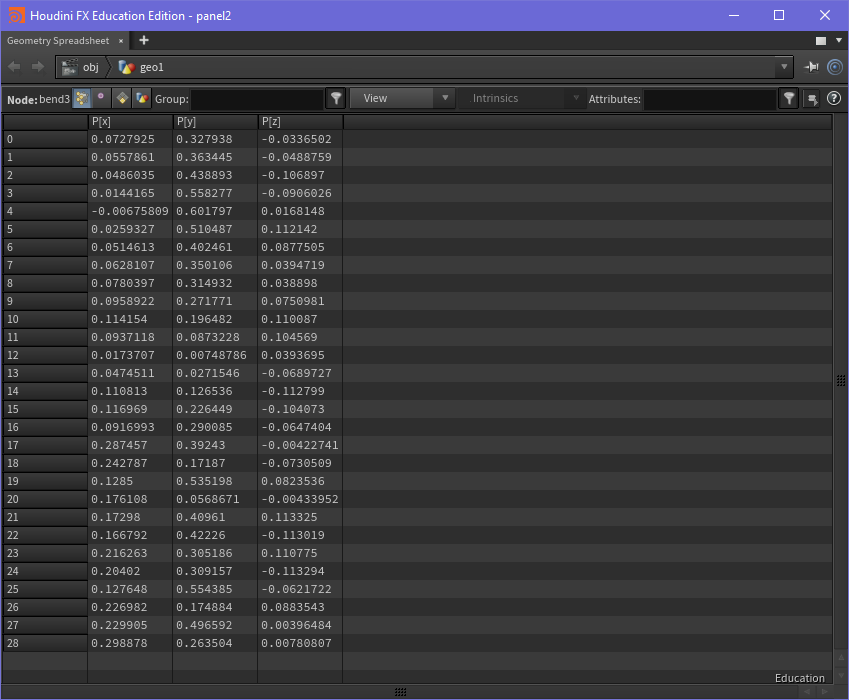 Houdini FX Education Edition - panel2
Geometry Spreadsheet × +
obj geo1
Node: bend3 Group: View Intrinsics Attributes:
P[x] P[y] P[z]
0 0.0727925 0.327938 -0.0336502
1 0.0557861 0.363445 -0.0488759
2 0.0486035 0.438893 -0.106897
3 0.0144165 0.558277 -0.0906026
4 -0.00675809 0.601797 0.0168148
5 0.0259327 0.510487 0.112142
6 0.0514613 0.402461 0.0877505
7 0.0628107 0.350106 0.0394719
8 0.0780397 0.314932 0.038898
9 0.0958922 0.271771 0.0750981
10 0.114154 0.196482 0.110087
11 0.0937118 0.0873228 0.104569
12 0.0173707 0.00748786 0.0393695
13 0.0474511 0.0271546 -0.0689727
14 0.110813 0.126536 -0.112799
15 0.116969 0.226449 -0.104073
16 0.0916993 0.290085 -0.0647404
17 0.287457 0.39243 -0.00422741
18 0.242787 0.17187 -0.0730509
19 0.1285 0.535198 0.0823536
20 0.176108 0.0568671 -0.00433952
21 0.17298 0.40961 0.113325
22 0.166792 0.42226 -0.113019
23 0.216263 0.305186 0.110775
24 0.20402 0.309157 -0.113294
25 0.127648 0.554385 -0.0621722
26 0.226982 0.174884 0.0883543
27 0.229905 0.496592 0.00396484
28 0.298878 0.263504 0.00780807
Education